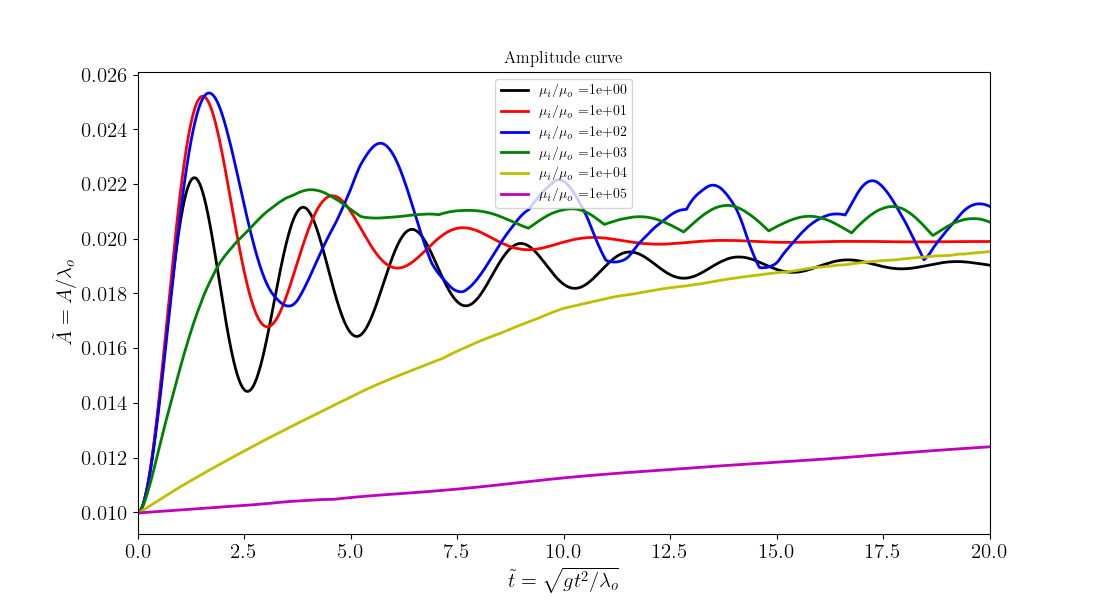 Amplitude curve
0.026
0.024
0.022
0.020
0.018
0.016
0.014
0.012
0.010
Ã = A/λₒ
μᵢ/μₒ =1e+00
μᵢ/μₒ =1e+01
μᵢ/μₒ =1e+02
μᵢ/μₒ =1e+03
μᵢ/μₒ =1e+04
μᵢ/μₒ =1e+05
0.0 2.5 5.0 7.5 10.0 12.5 15.0 17.5 20.0
t̃ = √(gt²/λₒ)